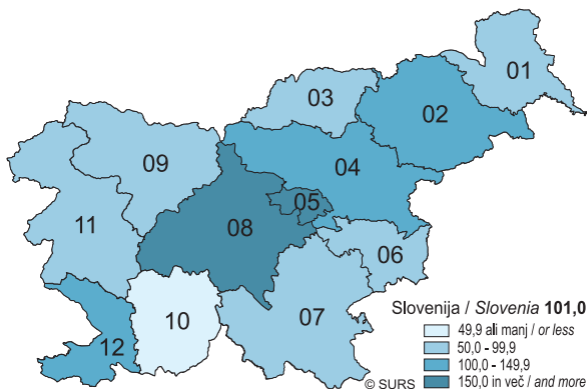 01
02
03
04
09
05
08
11
06
10
07
12
Slovenija / Slovenia 101,0
49,9 ali manj / or less
50,0 - 99,9
100,0 - 149,9
150,0 in več / and more
© SURS